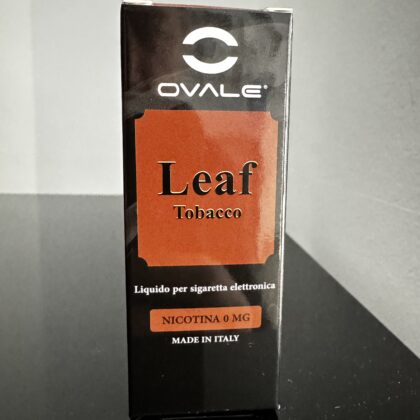 OVALE®
Leaf
Tobacco
Liquido per sigaretta elettronica
NICOTINA 0 MG
MADE IN ITALY